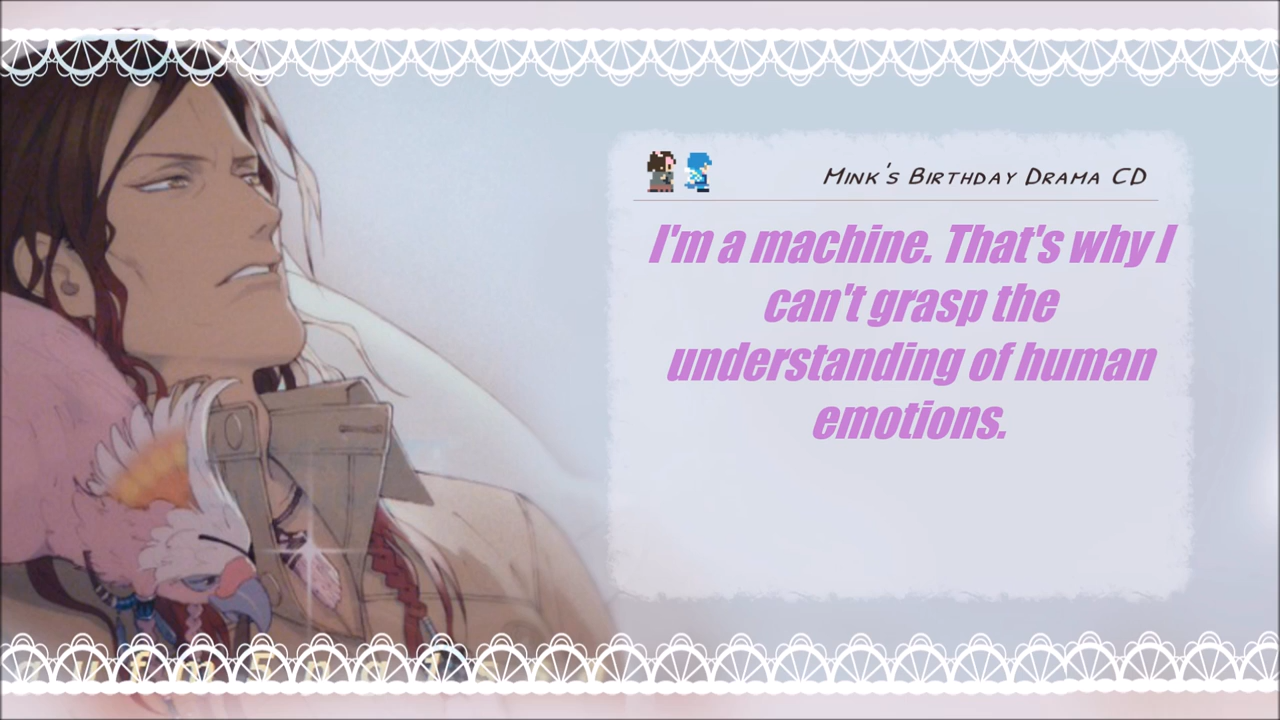 Mink's Birthday Drama CD
I'm a machine. That's why I
can't grasp the
understanding of human
emotions.